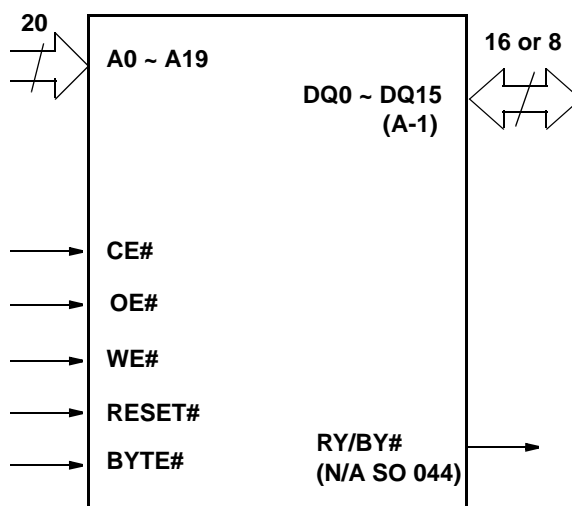 20
16 or 8
A0 ~ A19
DQ0 ~ DQ15
(A-1)
CE#
OE#
WE#
RESET#
BYTE#
RY/BY#
(N/A SO 044)